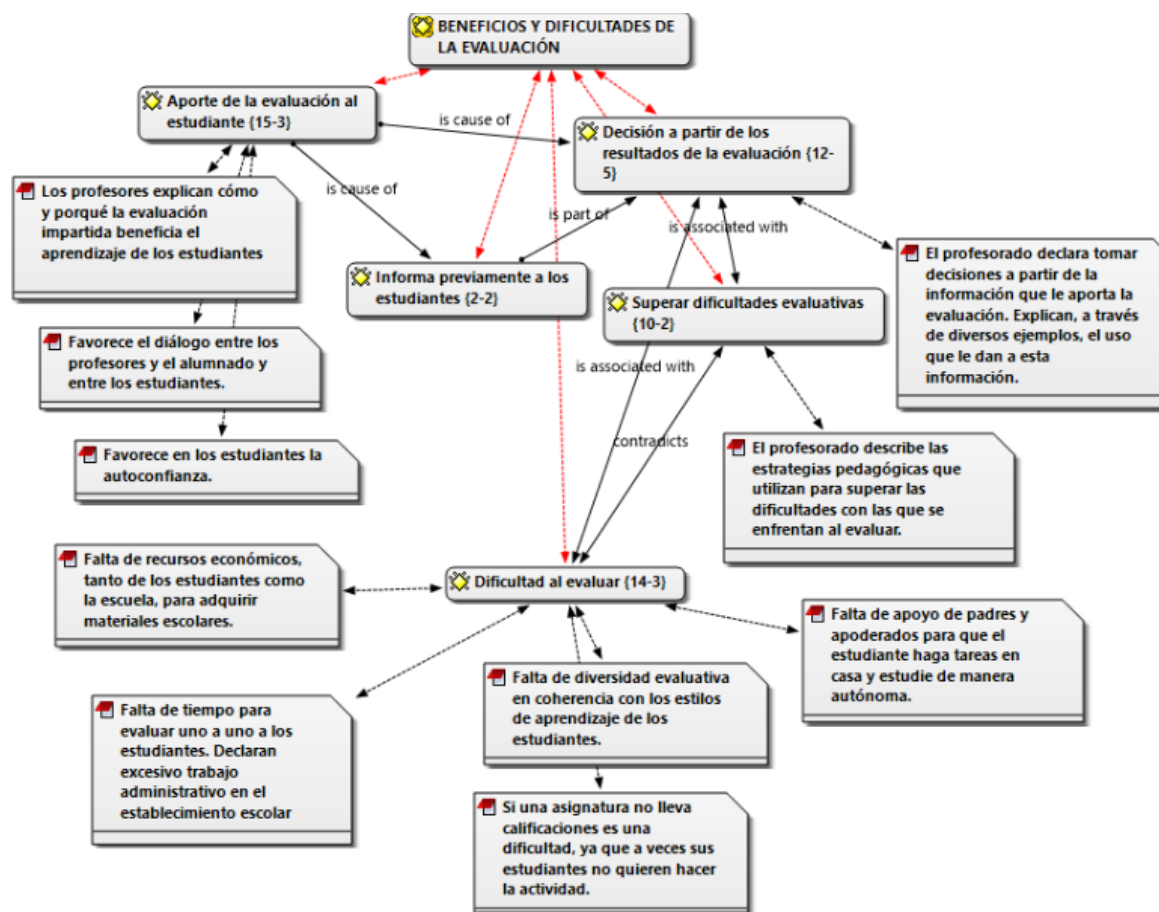 BENEFICIOS Y DIFICULTADES DE
LA EVALUACIÓN
Aporte de la evaluación al
estudiante {15-3}
is cause of
Decisión a partir de los
resultados de la evaluación {12-
5}
is cause of
Los profesores explican cómo
y porqué la evaluación
impartida beneficia el
aprendizaje de los estudiantes
is part of
is associated with
Informa previamente a los
estudiantes {2-2}
Superar dificultades evaluativas
{10-2}
El profesorado declara tomar
decisiones a partir de la
información que le aporta la
evaluación. Explican, a través
de diversos ejemplos, el uso
que le dan a esta
información.
Favorece el diálogo entre los
profesores y el alumnado y
entre los estudiantes.
is associated with
contradicts
Favorece en los estudiantes la
autoconfianza.
El profesorado describe las
estrategias pedagógicas que
utilizan para superar las
dificultades con las que se
enfrentan al evaluar.
Falta de recursos económicos,
tanto de los estudiantes como
la escuela, para adquirir
materiales escolares.
Dificultad al evaluar {14-3}
Falta de apoyo de padres y
apoderados para que el
estudiante haga tareas en
casa y estudie de manera
autónoma.
Falta de diversidad evaluativa
en coherencia con los estilos
de aprendizaje de los
estudiantes.
Falta de tiempo para
evaluar uno a uno a los
estudiantes. Declaran
excesivo trabajo
administrativo en el
establecimiento escolar
Si una asignatura no lleva
calificaciones es una
dificultad, ya que a veces sus
estudiantes no quieren hacer
la actividad.